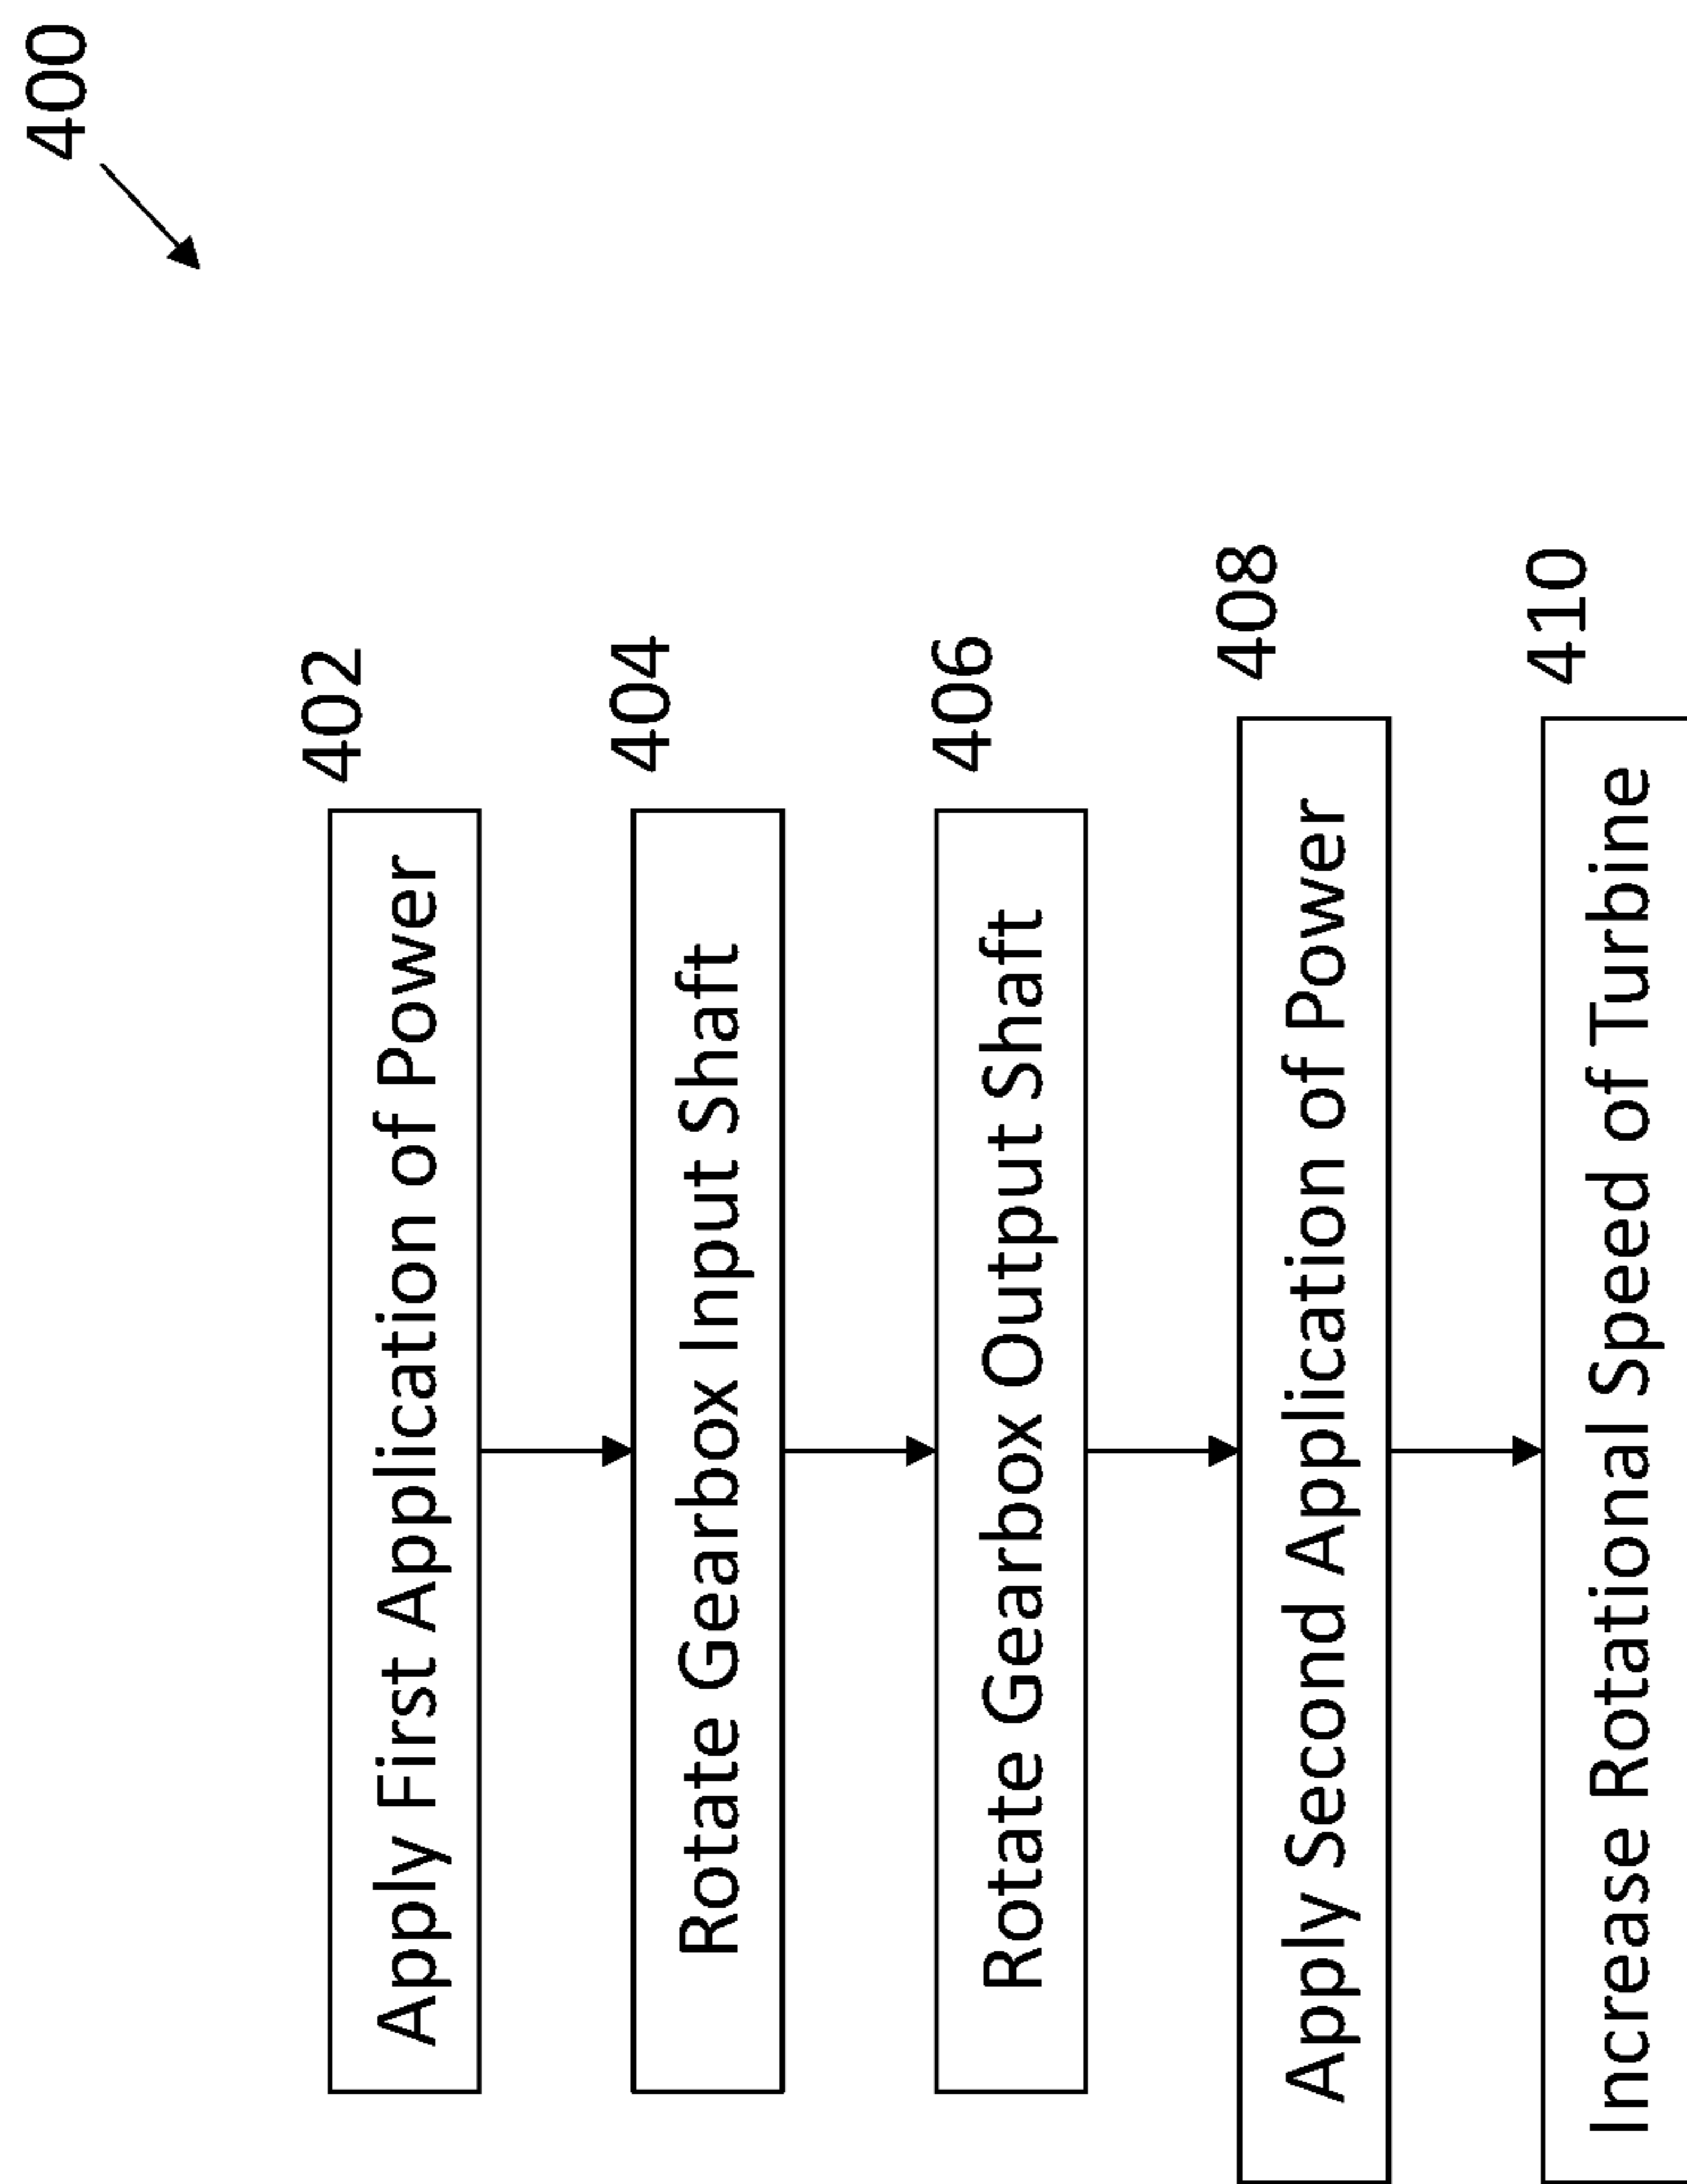 400
402
Apply First Application of Power
404
Rotate Gearbox Input Shaft
406
Rotate Gearbox Output Shaft
408
Apply Second Application of Power
410
Increase Rotational Speed of Turbine